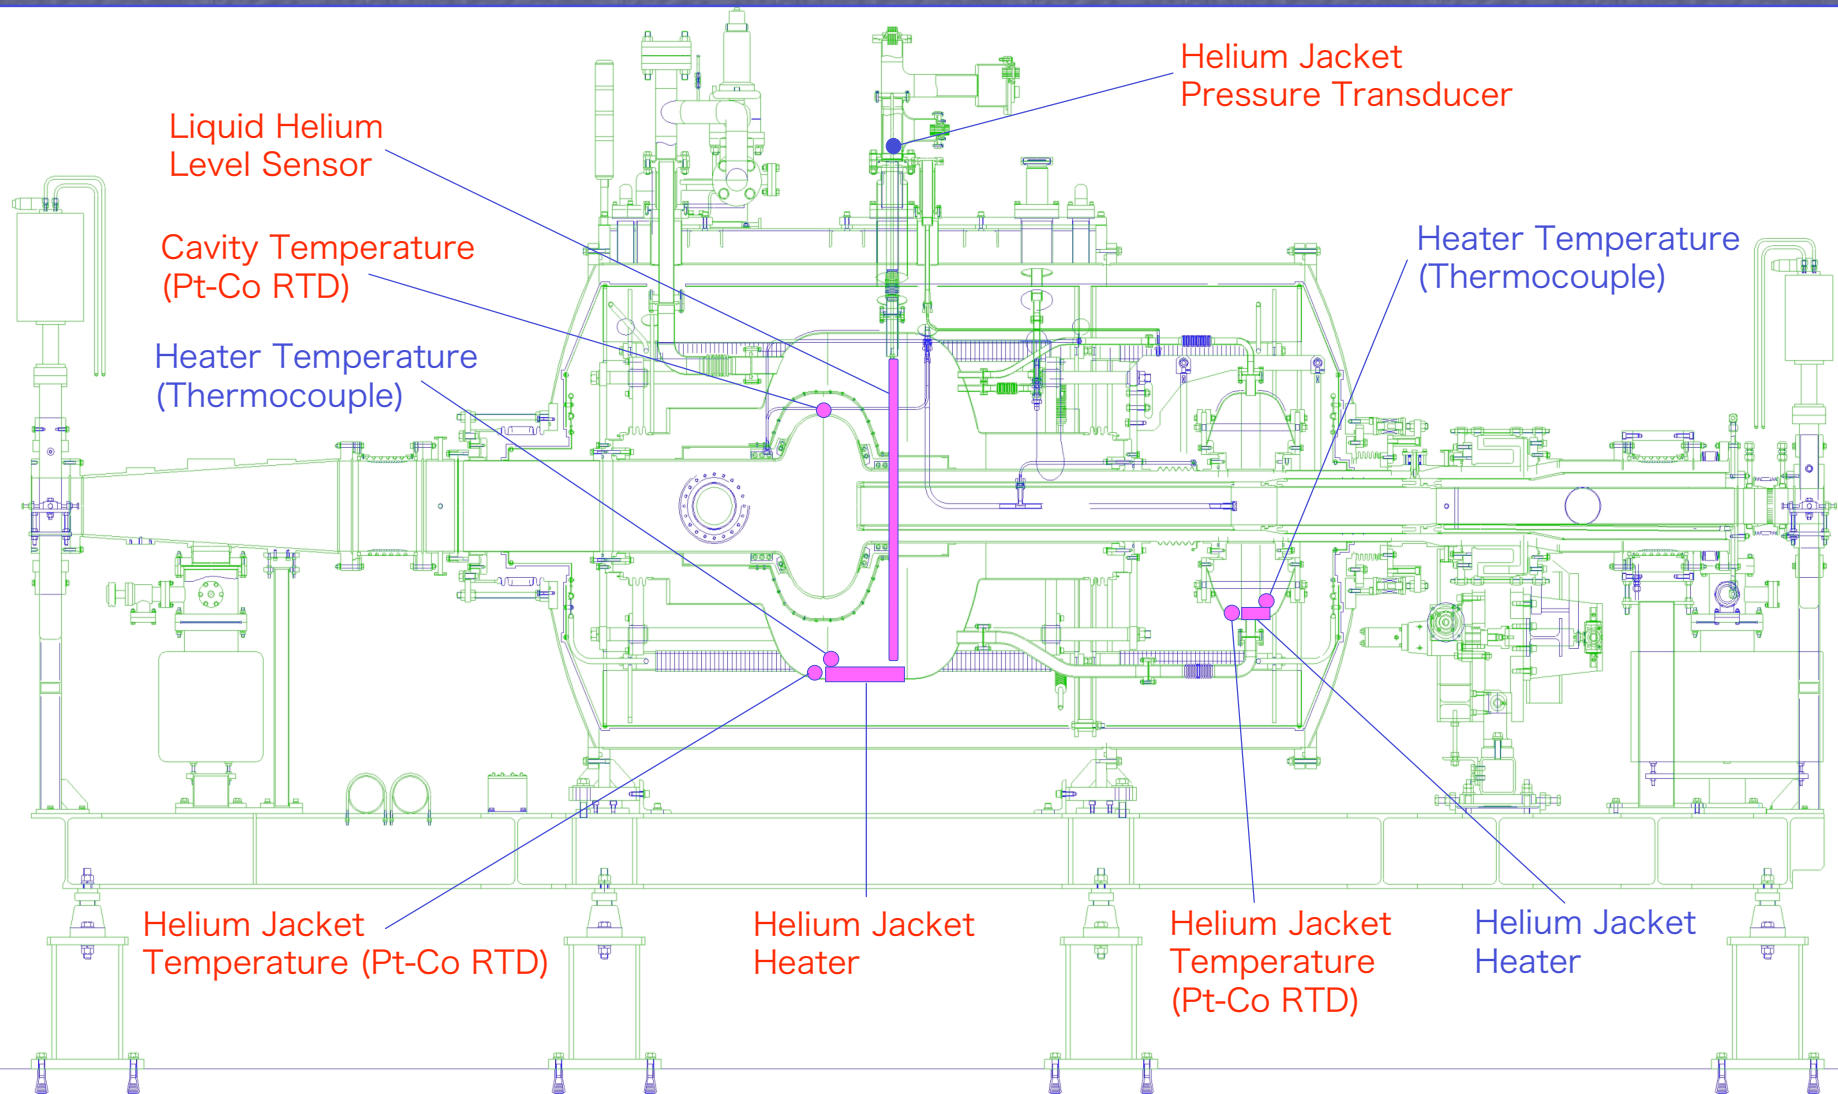 Helium Jacket
Pressure Transducer
Liquid Helium
Level Sensor
Cavity Temperature
(Pt-Co RTD)
Heater Temperature
(Thermocouple)
Heater Temperature
(Thermocouple)
Helium Jacket
Temperature (Pt-Co RTD)
Helium Jacket
Heater
Helium Jacket
Temperature
(Pt-Co RTD)
Helium Jacket
Heater